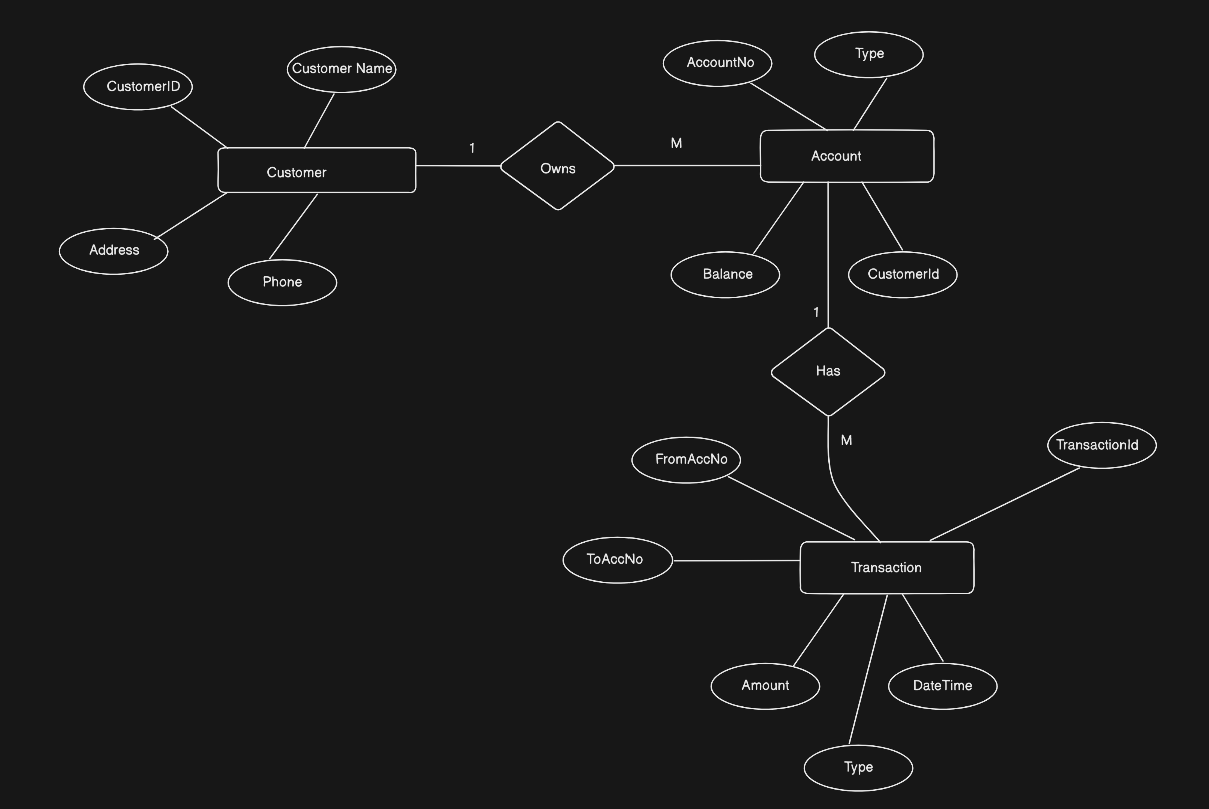 AccountNo
Type
CustomerID
Customer Name
1
M
Customer
Owns
Account
Address
Phone
Balance
CustomerId
1
Has
M
FromAccNo
TransactionId
ToAccNo
Transaction
Amount
DateTime
Type